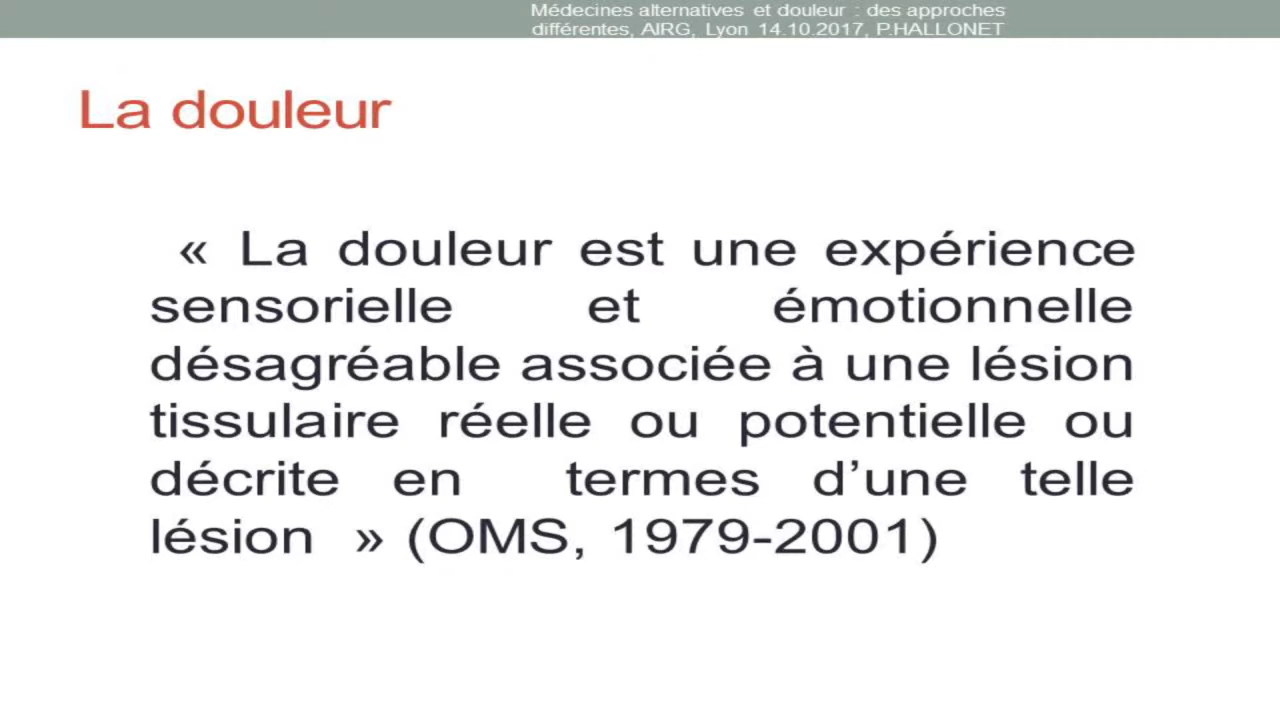 Médecines alternatives et douleur : des approches
différentes, AIRG, Lyon 14.10.2017, P.HALLONET
La douleur
« La douleur est une expérience
sensorielle et émotionnelle
désagréable associée à une lésion
tissulaire réelle ou potentielle ou
décrite en termes d’une telle
lésion » (OMS, 1979-2001)